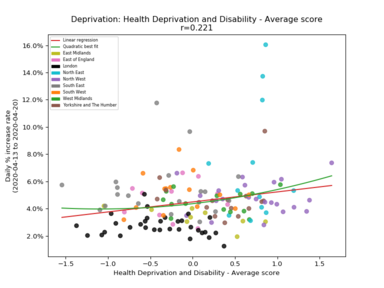 Deprivation: Health Deprivation and Disability - Average score
r=0.221
Linear regression
Quadratic best fit
East Midlands
East of England
London
North East
North West
South East
South West
West Midlands
Yorkshire and The Humber
16.0%
14.0%
12.0%
10.0%
8.0%
6.0%
4.0%
2.0%
Daily % increase rate
(2020-04-13 to 2020-04-20)
−1.5
−1.0
−0.5
0.0
0.5
1.0
1.5
Health Deprivation and Disability - Average score